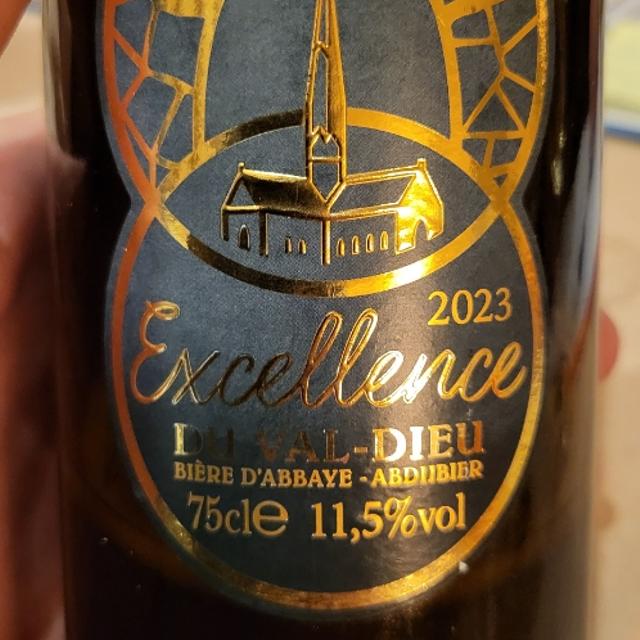 2023
Excellence
DU VAL-DIEU
BIÈRE D'ABBAYE - ABDIJBIER
75cl e 11,5%vol